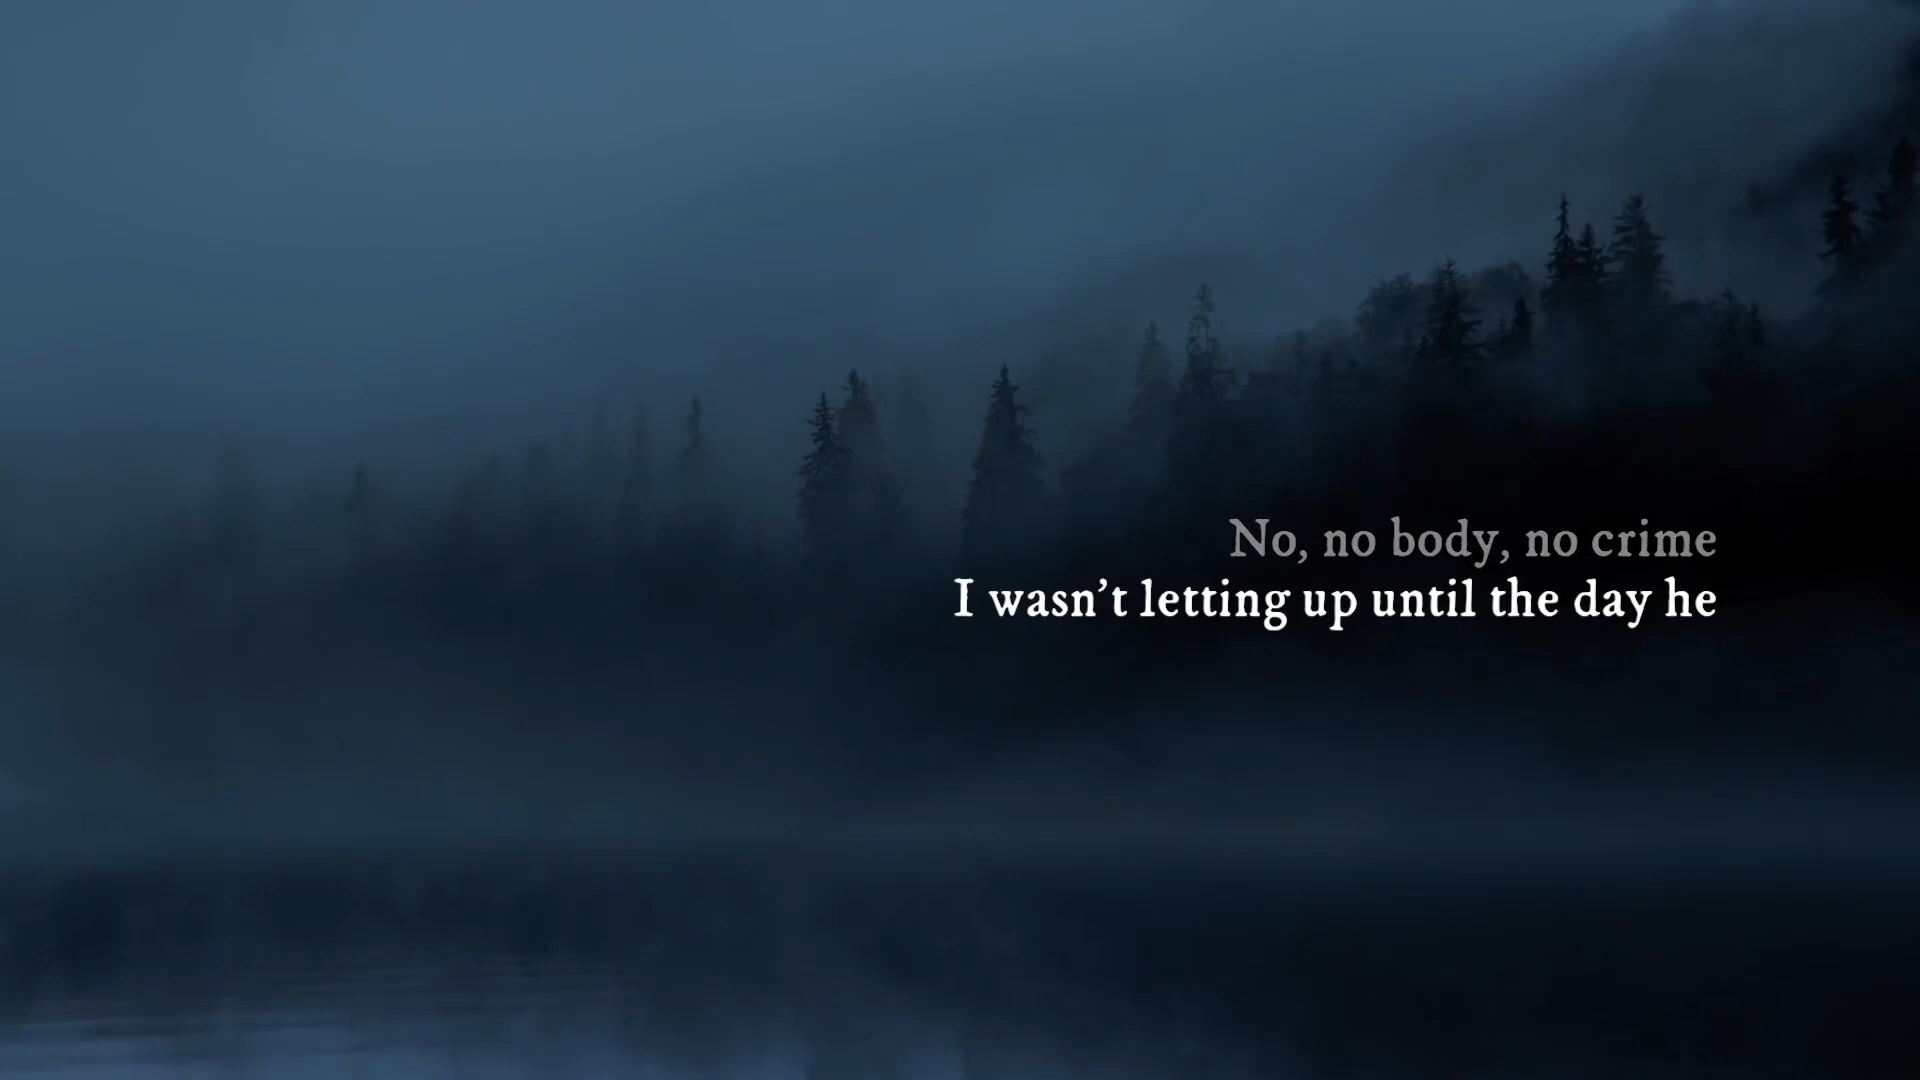 No, no body, no crime
I wasn’t letting up until the day he